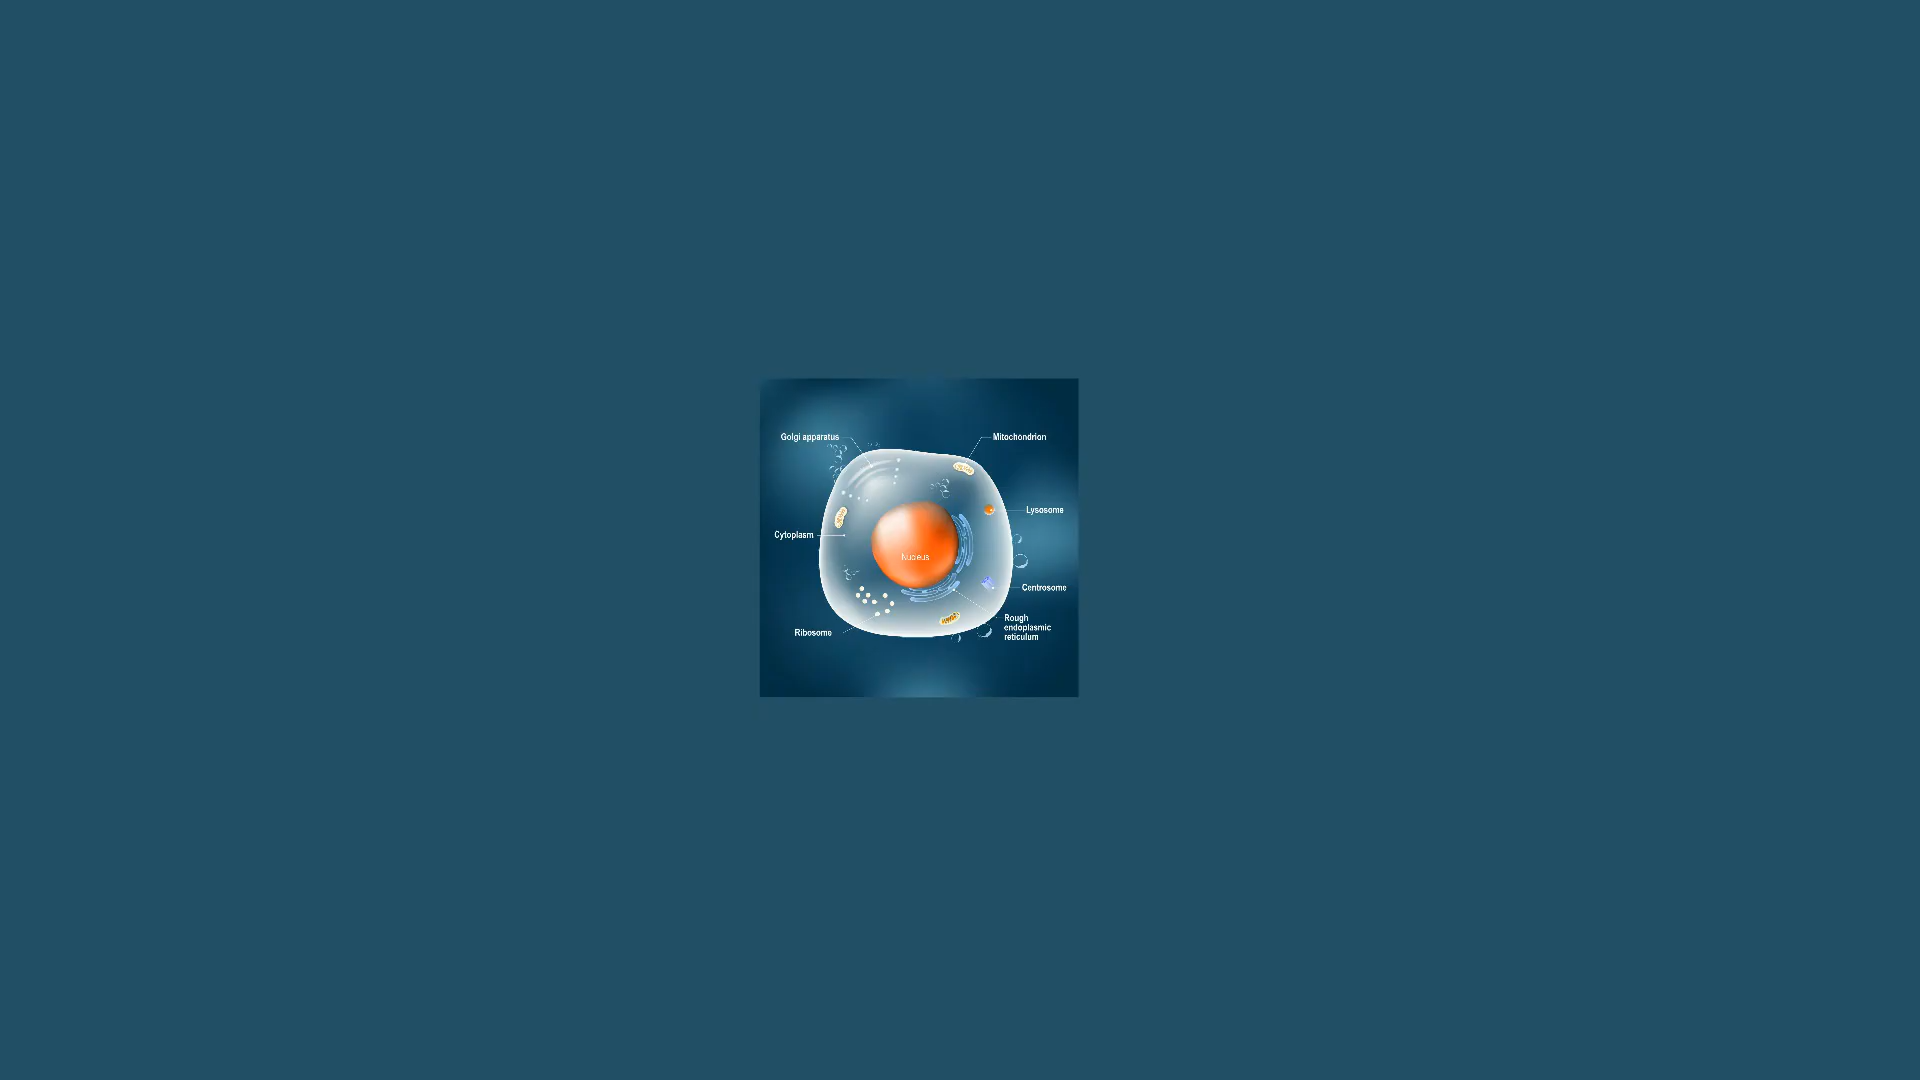 Golgi apparatus
Mitochondrion
Lysosome
Cytoplasm
Nucleus
Centrosome
Rough
endoplasmic
reticulum
Ribosome